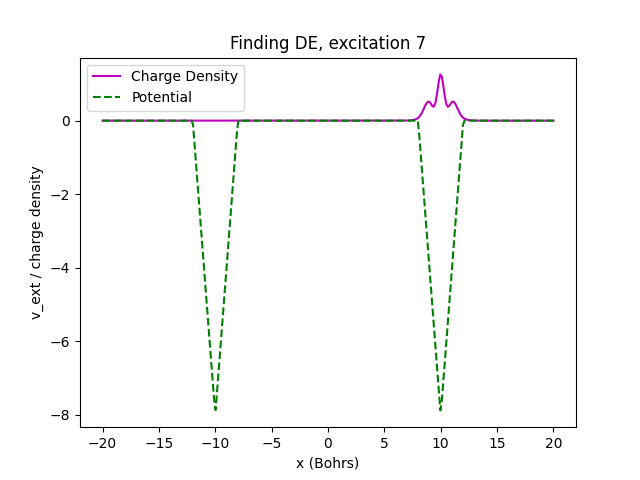 Finding DE, excitation 7
Charge Density
Potential
0
−2
−4
−6
−8
v_ext / charge density
−20 −15 −10 −5 0 5 10 15 20
x (Bohrs)